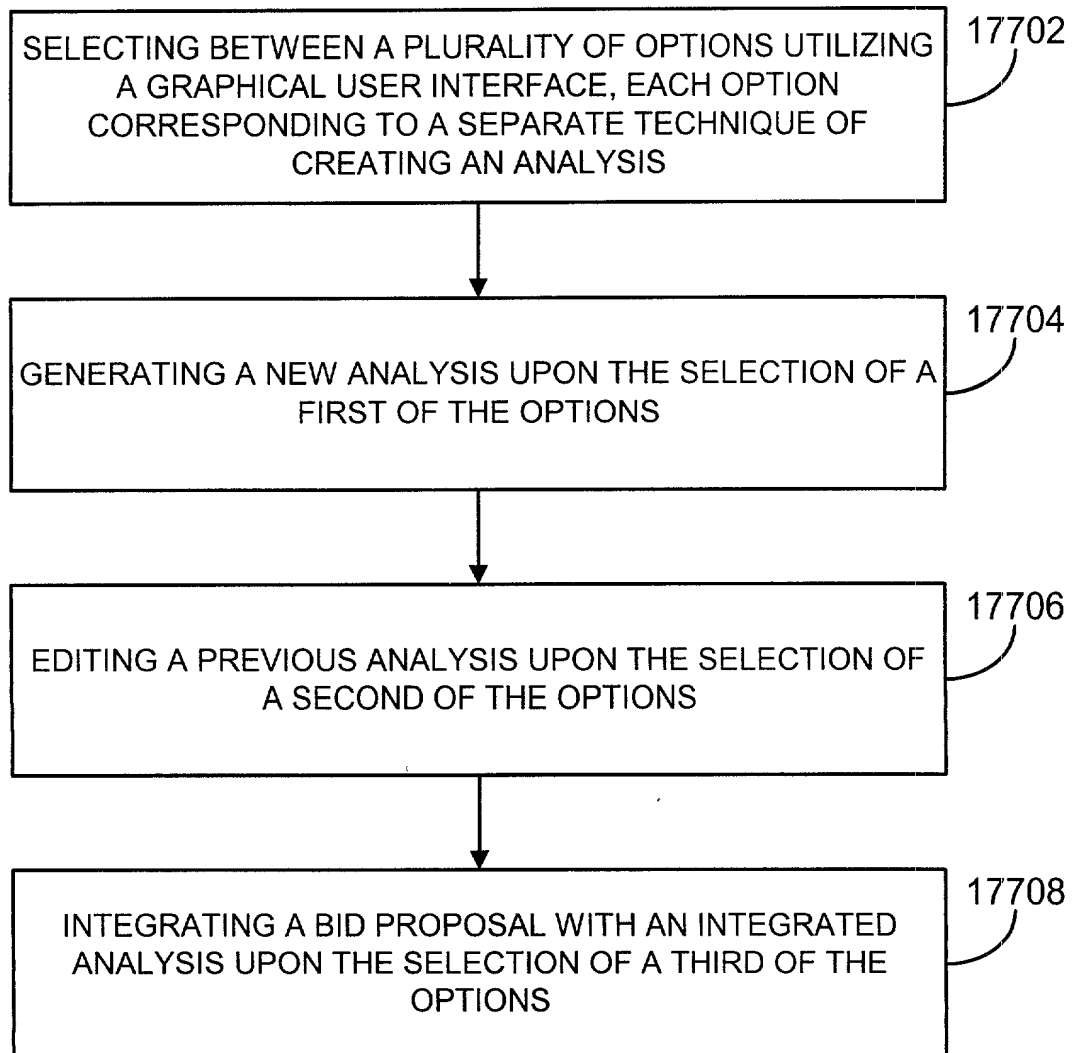 SELECTING BETWEEN A PLURALITY OF OPTIONS UTILIZING
A GRAPHICAL USER INTERFACE, EACH OPTION
CORRESPONDING TO A SEPARATE TECHNIQUE OF
CREATING AN ANALYSIS
17702
GENERATING A NEW ANALYSIS UPON THE SELECTION OF A
FIRST OF THE OPTIONS
17704
EDITING A PREVIOUS ANALYSIS UPON THE SELECTION OF
A SECOND OF THE OPTIONS
17706
INTEGRATING A BID PROPOSAL WITH AN INTEGRATED
ANALYSIS UPON THE SELECTION OF A THIRD OF THE
OPTIONS
17708